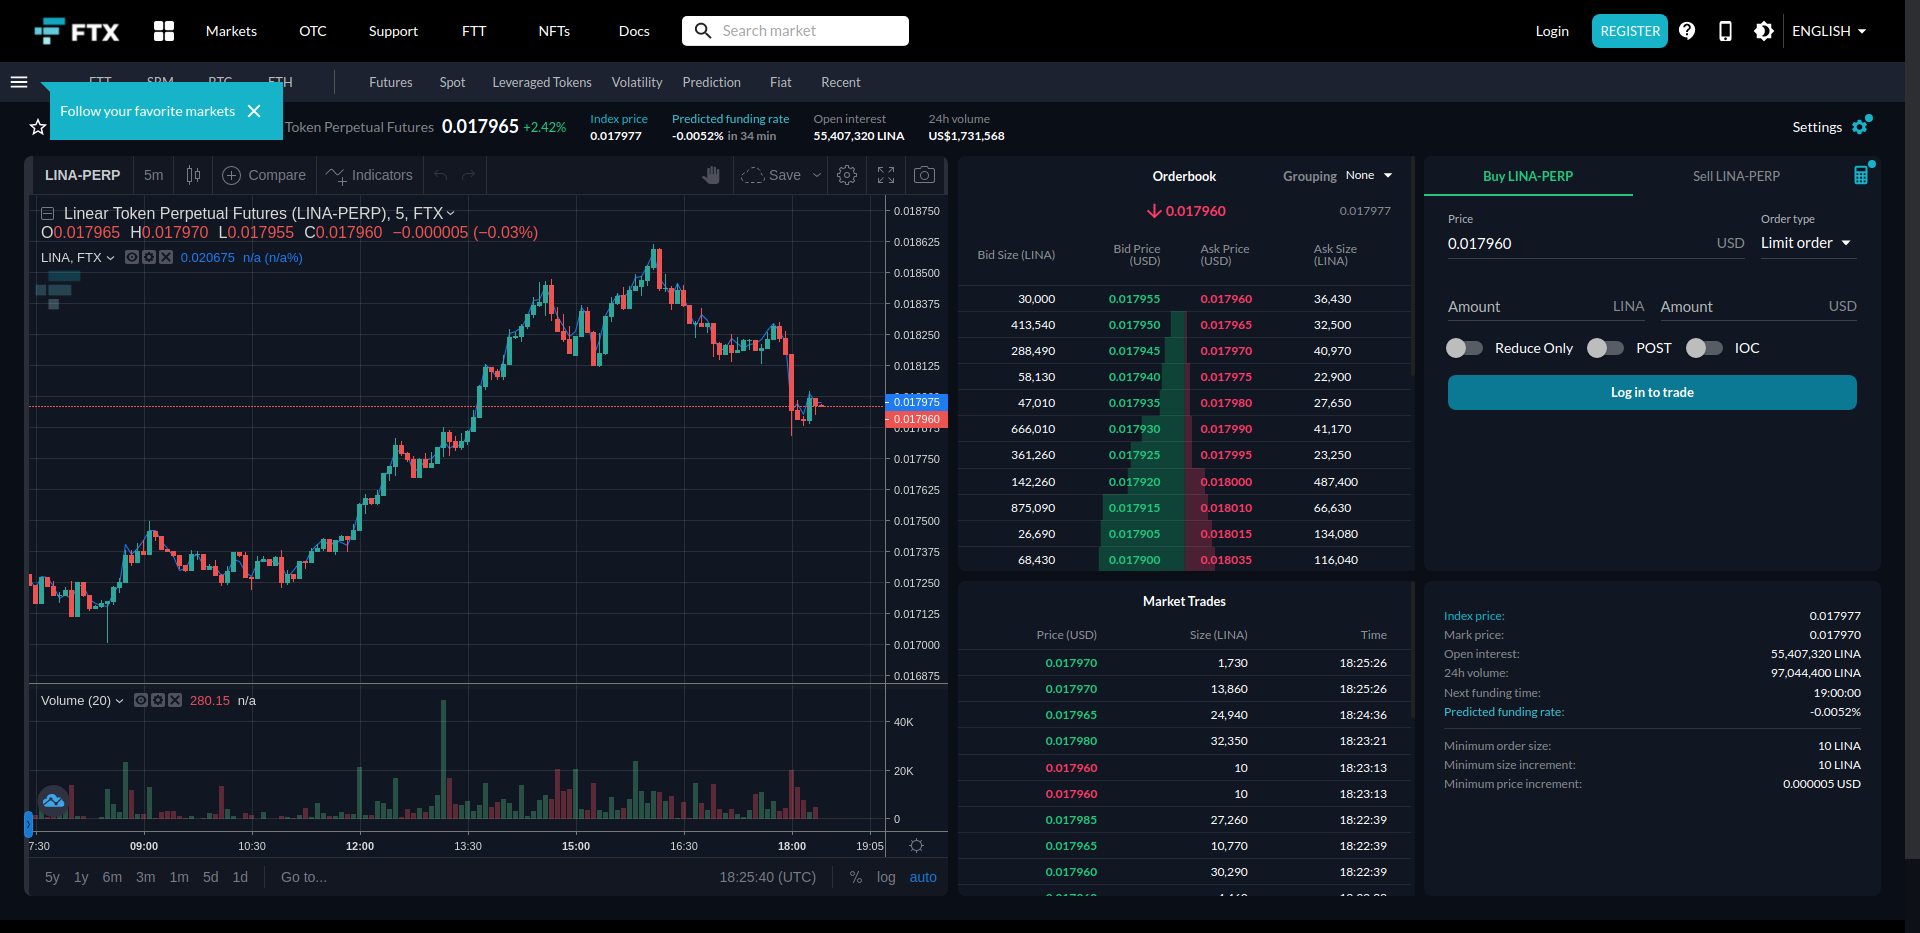 FTX
Markets
OTC
Support
FTT
NFTs
Docs
Search market
Login
REGISTER
ENGLISH
FTT
SRM
BTC
ETH
Futures
Spot
Leveraged Tokens
Volatility
Prediction
Fiat
Recent
Follow your favorite markets
Token Perpetual Futures
0.017965 +2.42%
Index price
0.017977
Predicted funding rate
-0.0052% in 34 min
Open interest
55,407,320 LINA
24h volume
US$1,731,568
Settings
LINA-PERP
5m
Compare
Indicators
Save
Linear Token Perpetual Futures (LINA-PERP), 5, FTX
O0.017965 H0.017970 L0.017955 C0.017960 −0.000005 (−0.03%)
LINA, FTX 0.020675 n/a (n/a%)
0.018750
0.018625
0.018500
0.018375
0.018250
0.018125
0.017975
0.017960
0.017875
0.017750
0.017625
0.017500
0.017375
0.017250
0.017125
0.017000
0.016875
Volume (20) 280.15 n/a
40K
20K
0
7:30 09:00 10:30 12:00 13:30 15:00 16:30 18:00 19:05
5y 1y 6m 3m 1m 5d 1d Go to...
18:25:40 (UTC) % log auto
Orderbook
Grouping None
0.017960
0.017977
Bid Size (LINA)
Bid Price
(USD)
Ask Price
(USD)
Ask Size
(LINA)
30,000 0.017955 0.017960 36,430
413,540 0.017950 0.017965 32,500
288,490 0.017945 0.017970 40,970
58,130 0.017940 0.017975 22,900
47,010 0.017935 0.017980 27,650
666,010 0.017930 0.017990 41,170
361,260 0.017925 0.017995 23,250
142,260 0.017920 0.018000 487,400
875,090 0.017915 0.018010 66,630
26,690 0.017905 0.018015 134,080
68,430 0.017900 0.018035 116,040
Market Trades
Price (USD) Size (LINA) Time
0.017970 1,730 18:25:26
0.017970 13,860 18:25:26
0.017965 24,940 18:24:36
0.017980 32,350 18:23:21
0.017960 10 18:23:13
0.017960 10 18:23:13
0.017985 27,260 18:22:39
0.017965 10,770 18:22:39
0.017960 30,290 18:22:39
Buy LINA-PERP
Sell LINA-PERP
Price
0.017960 USD
Order type
Limit order
Amount LINA
Amount USD
Reduce Only
POST
IOC
Log in to trade
Index price: 0.017977
Mark price: 0.017970
Open interest: 55,407,320 LINA
24h volume: 97,044,400 LINA
Next funding time: 19:00:00
Predicted funding rate: -0.0052%
Minimum order size: 10 LINA
Minimum size increment: 10 LINA
Minimum price increment: 0.000005 USD